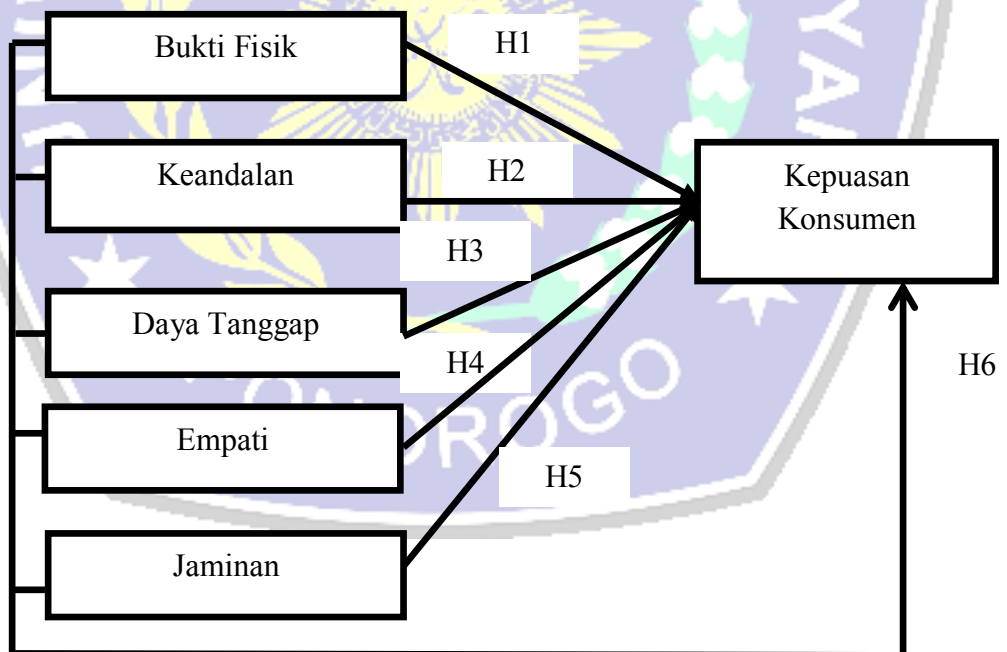 Bukti Fisik
H1
Keandalan
H2
Kepuasan
Konsumen
H3
Daya Tanggap
H4
H6
Empati
H5
Jaminan